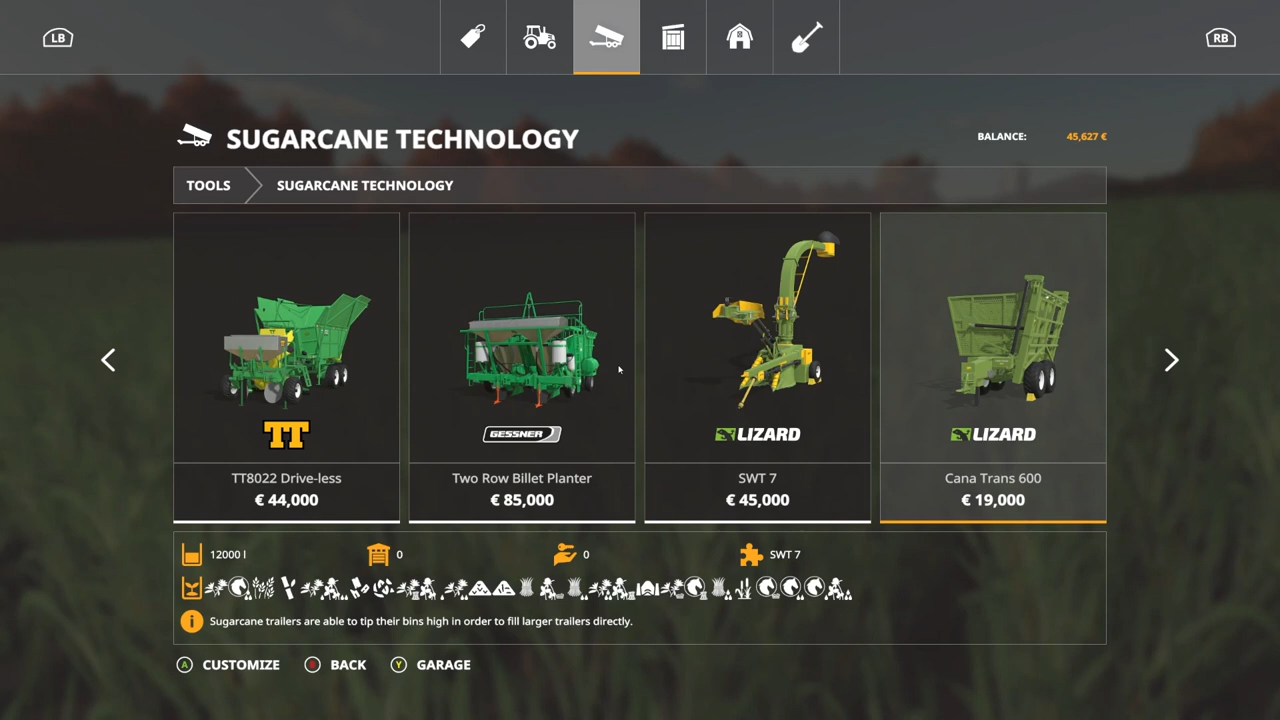 LB
RB
SUGARCANE TECHNOLOGY
BALANCE: 45,627 €
TOOLS SUGARCANE TECHNOLOGY
TT GESSNER LIZARD LIZARD
TT8022 Drive-less Two Row Billet Planter SWT 7 Cana Trans 600
€ 44,000 € 85,000 € 45,000 € 19,000
12000 l 0 0 SWT 7
Sugarcane trailers are able to tip their bins high in order to fill larger trailers directly.
A CUSTOMIZE B BACK Y GARAGE